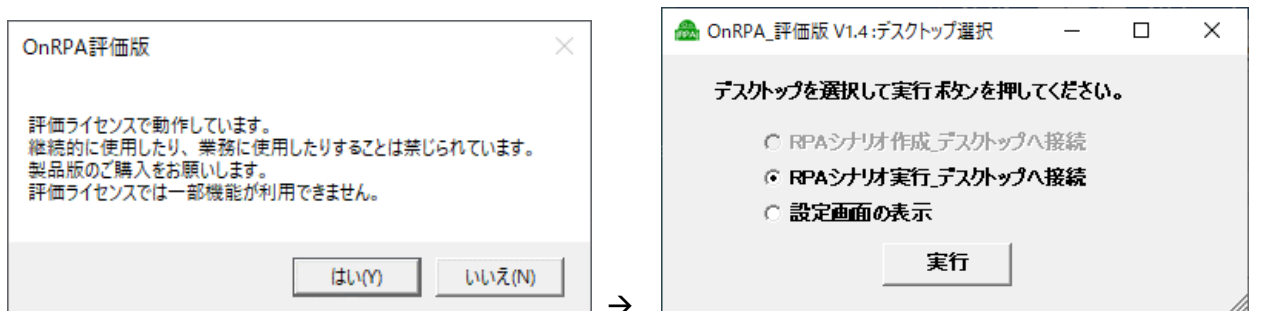 OnRPA評価版
評価ライセンスで動作しています。
継続的に使用したり、業務に使用したりすることは禁じられています。
製品版のご購入をお願いします。
評価ライセンスでは一部機能が利用できません。
はい(Y)
いいえ(N)
→
OnRPA_評価版 V1.4:デスクトップ選択
デスクトップを選択して実行ボタンを押してください。
RPAシナリオ作成_デスクトップへ接続
RPAシナリオ実行_デスクトップへ接続
設定画面の表示
実行